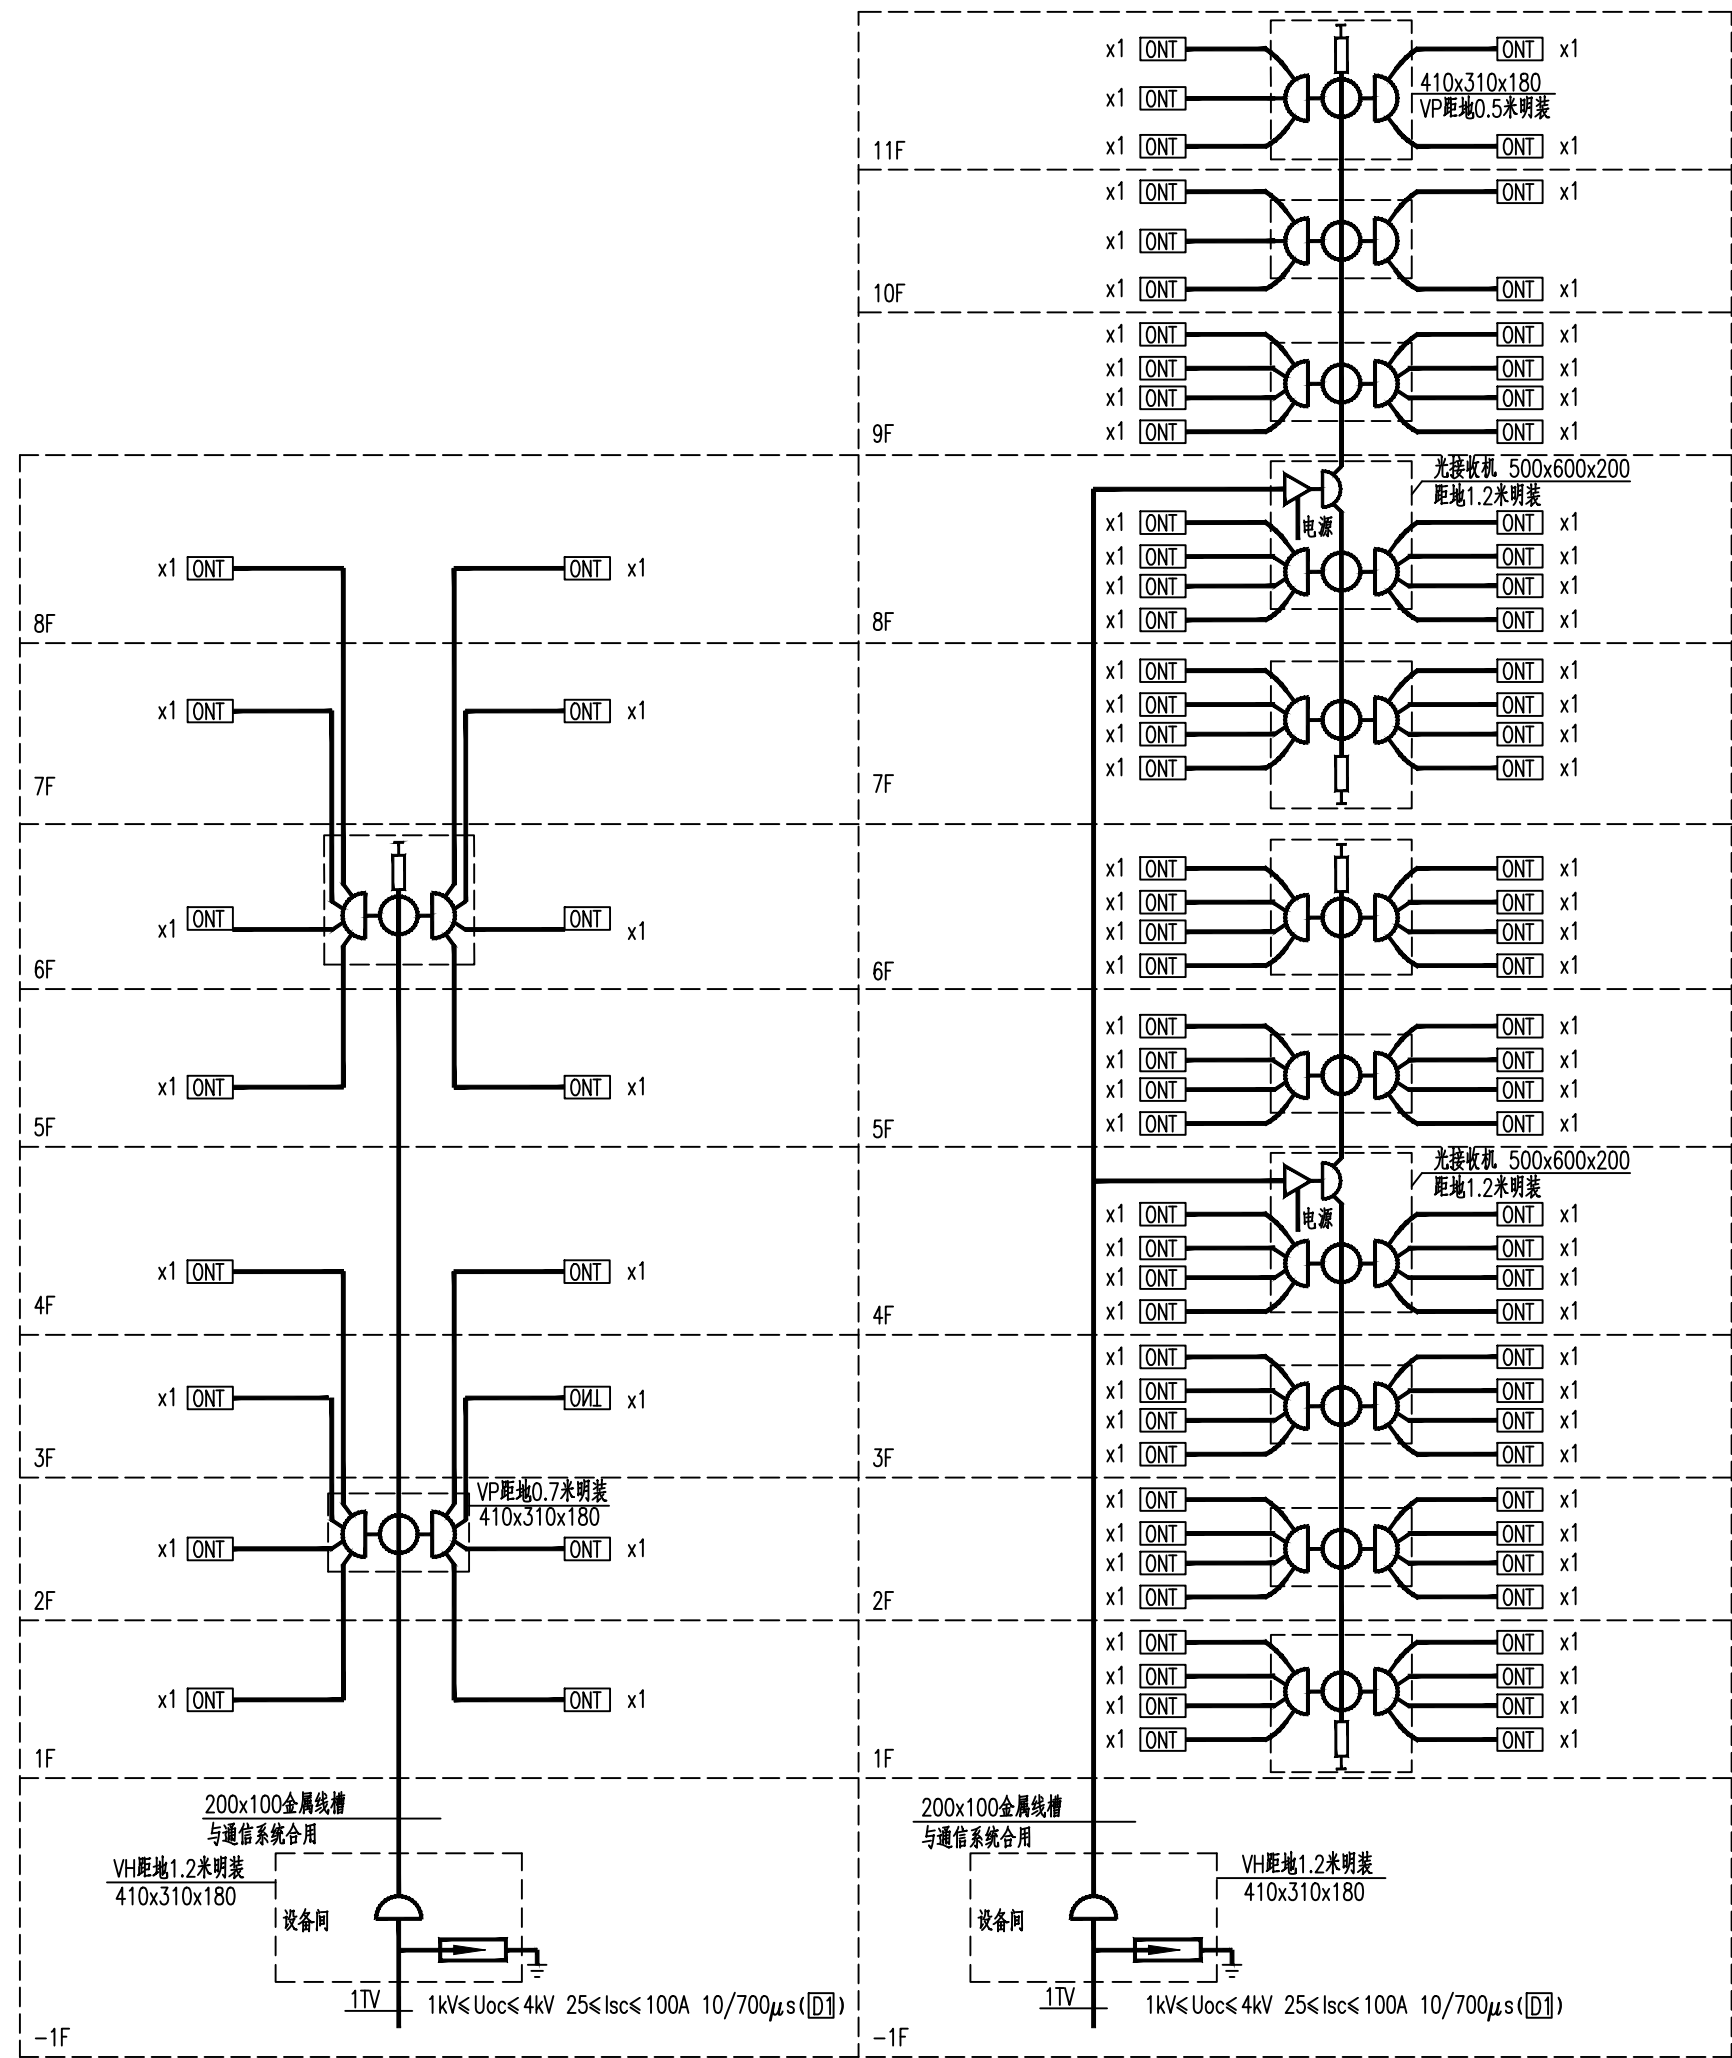 x1 ONT ONT x1
8F
x1 ONT ONT x1
7F
x1 ONT ONT x1
6F
x1 ONT ONT x1
5F
x1 ONT ONT x1
4F
x1 ONT ONT x1
3F
VP距地0.7米明装
410x310x180
x1 ONT ONT x1
2F
x1 ONT ONT x1
1F
200x100金属线槽
与通信系统合用
VH距地1.2米明装
410x310x180
设备间
1TV
1kV≤Uoc≤4kV 25≤Isc≤100A 10/700μs(D1)
-1F
x1 ONT ONT x1
410x310x180
VP距地0.5米明装
x1 ONT
x1 ONT ONT x1
11F
x1 ONT ONT x1
x1 ONT
x1 ONT ONT x1
10F
x1 ONT ONT x1
x1 ONT ONT x1
x1 ONT ONT x1
x1 ONT ONT x1
9F
光接收机 500x600x200
距地1.2米明装
电源
x1 ONT ONT x1
x1 ONT ONT x1
x1 ONT ONT x1
x1 ONT ONT x1
8F
x1 ONT ONT x1
x1 ONT ONT x1
x1 ONT ONT x1
x1 ONT ONT x1
7F
x1 ONT ONT x1
x1 ONT ONT x1
x1 ONT ONT x1
x1 ONT ONT x1
6F
x1 ONT ONT x1
x1 ONT ONT x1
x1 ONT ONT x1
x1 ONT ONT x1
5F
光接收机 500x600x200
距地1.2米明装
电源
x1 ONT ONT x1
x1 ONT ONT x1
x1 ONT ONT x1
x1 ONT ONT x1
4F
x1 ONT ONT x1
x1 ONT ONT x1
x1 ONT ONT x1
x1 ONT ONT x1
3F
x1 ONT ONT x1
x1 ONT ONT x1
x1 ONT ONT x1
x1 ONT ONT x1
2F
x1 ONT ONT x1
x1 ONT ONT x1
x1 ONT ONT x1
x1 ONT ONT x1
1F
200x100金属线槽
与通信系统合用
VH距地1.2米明装
410x310x180
设备间
1TV
1kV≤Uoc≤4kV 25≤Isc≤100A 10/700μs(D1)
-1F